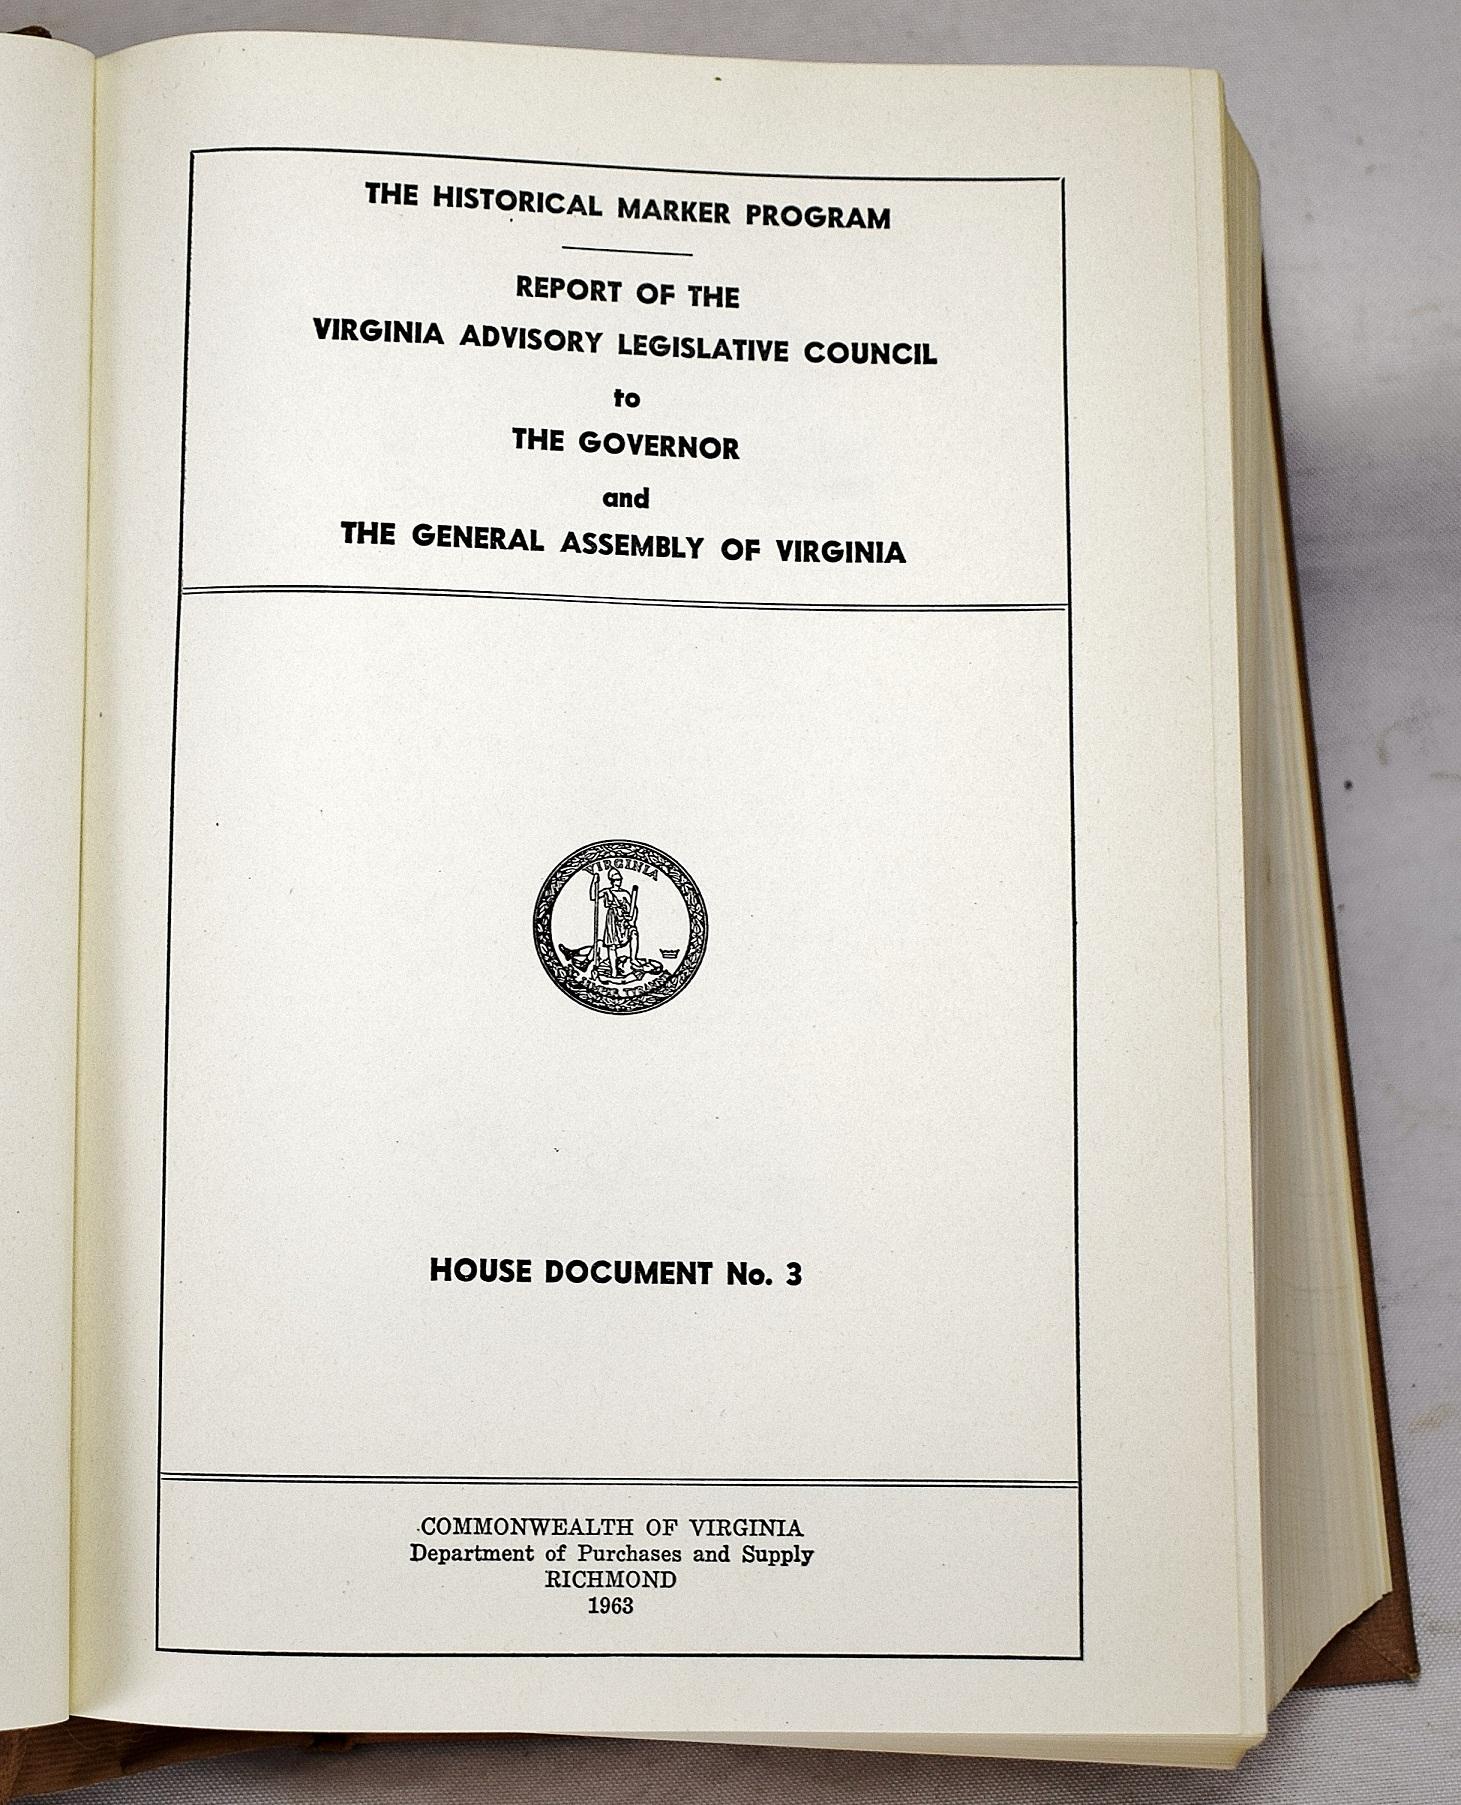 THE HISTORICAL MARKER PROGRAM
REPORT OF THE
VIRGINIA ADVISORY LEGISLATIVE COUNCIL
to
THE GOVERNOR
and
THE GENERAL ASSEMBLY OF VIRGINIA
VIRGINIA
HOUSE DOCUMENT No. 3
COMMONWEALTH OF VIRGINIA
Department of Purchases and Supply
RICHMOND
1963